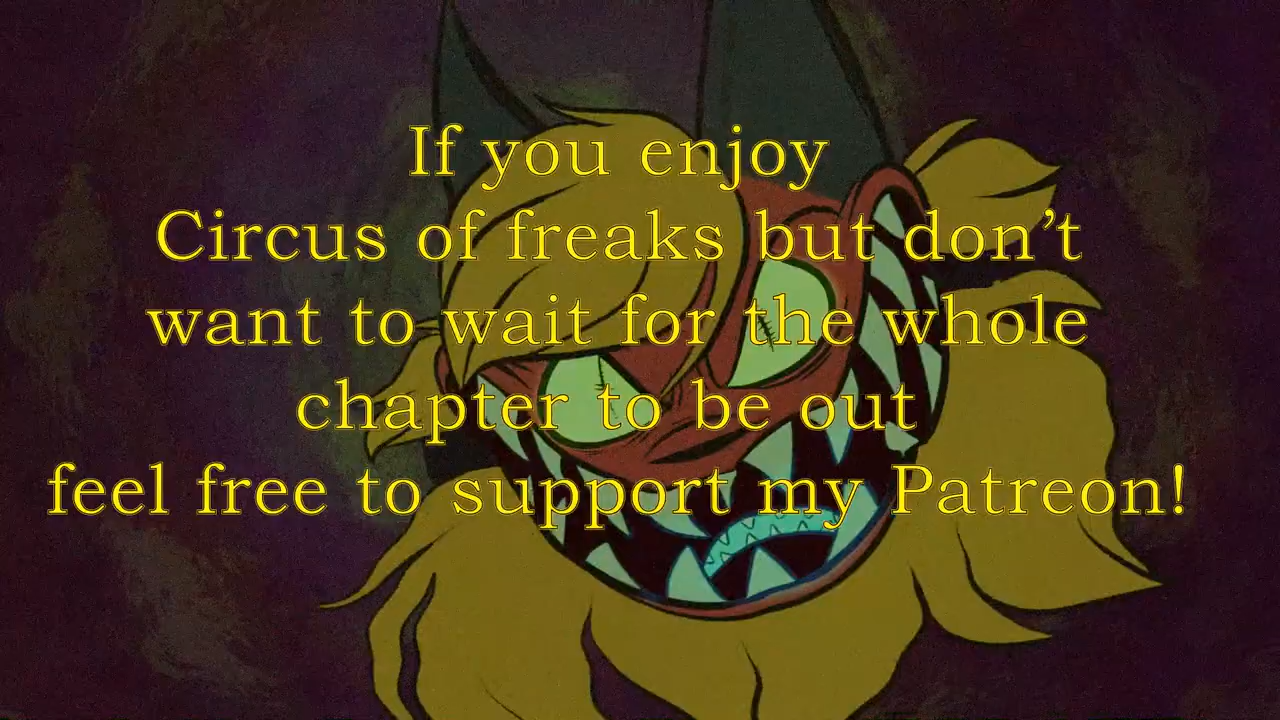 If you enjoy
Circus of freaks but don’t
want to wait for the whole
chapter to be out
feel free to support my Patreon!